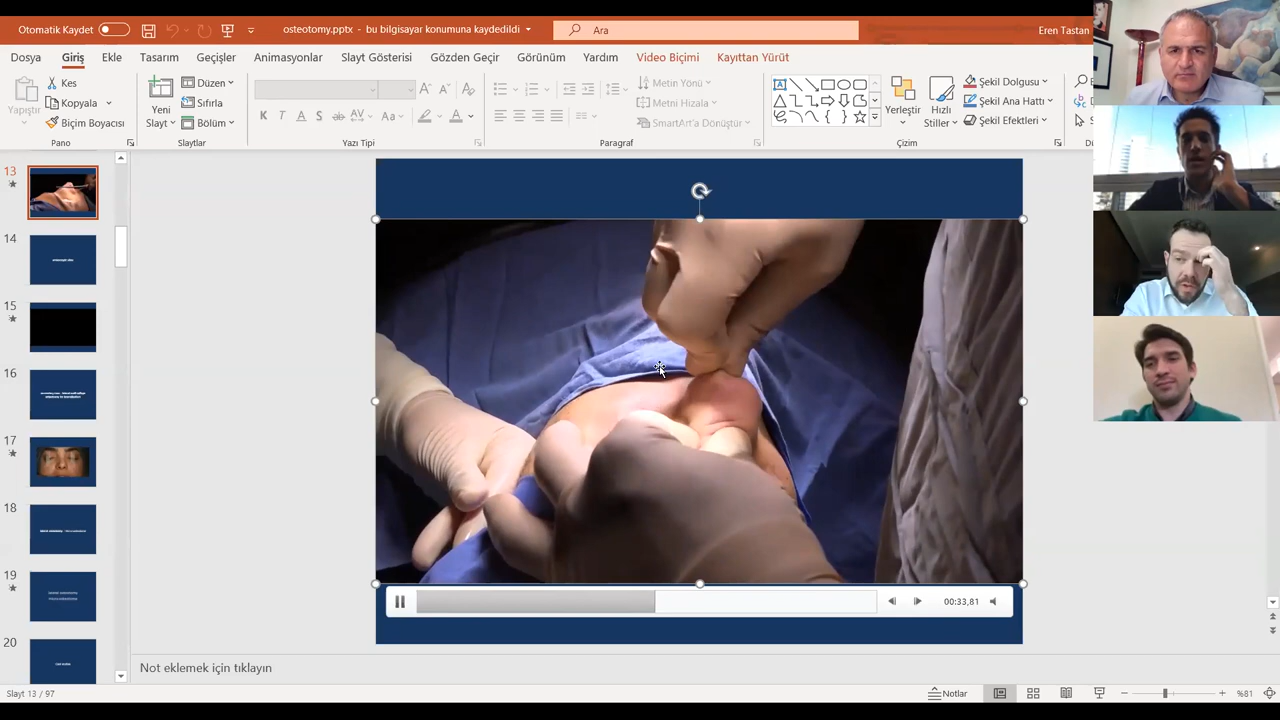 Otomatik Kaydet
osteotomy.pptx - bu bilgisayar konumuna kaydedildi
Ara
Eren Tastan
Dosya Giriş Ekle Tasarım Geçişler Animasyonlar Slayt Gösterisi Gözden Geçir Görünüm Yardım Video Biçimi Kayıttan Yürüt
Yapıştır
Kes
Kopyala
Biçim Boyacısı
Pano
Yeni
Slayt
Düzen
Sıfırla
Bölüm
Slaytlar
K T A S ab AV Aa A
Yazı Tipi
Metin Yönü
Metni Hizala
SmartArt'a Dönüştür
Paragraf
Yerleştir
Hızlı
Stiller
Şekil Dolgusu
Şekil Ana Hattı
Şekil Efektleri
Çizim
13
14
15
16
17
18
19
20
00:33,81
Not eklemek için tıklayın
Slayt 13 / 97
Notlar
%81